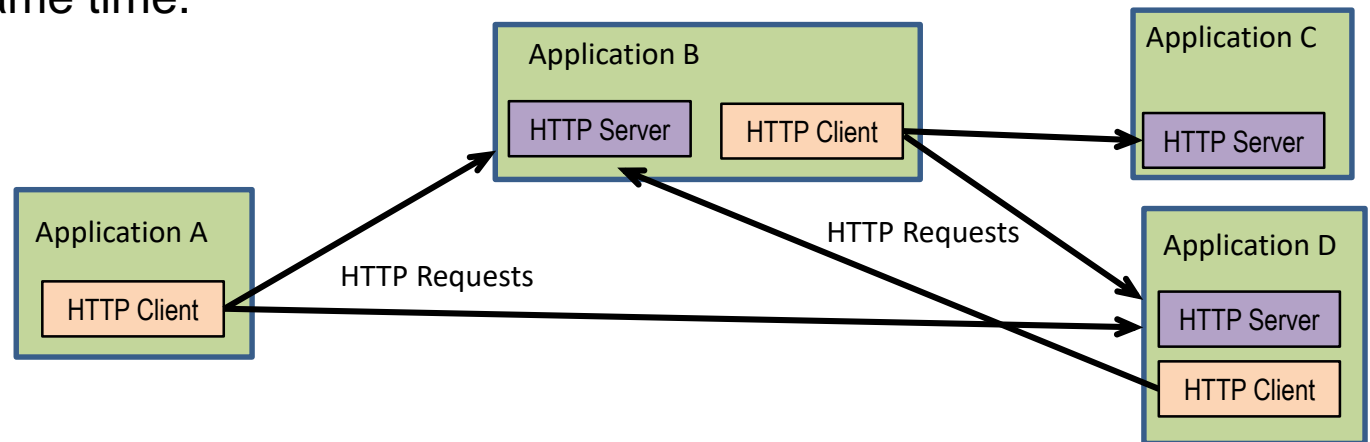 time.
Application B
HTTP Server
HTTP Client
Application C
HTTP Server
Application A
HTTP Client
HTTP Requests
HTTP Requests
Application D
HTTP Server
HTTP Client